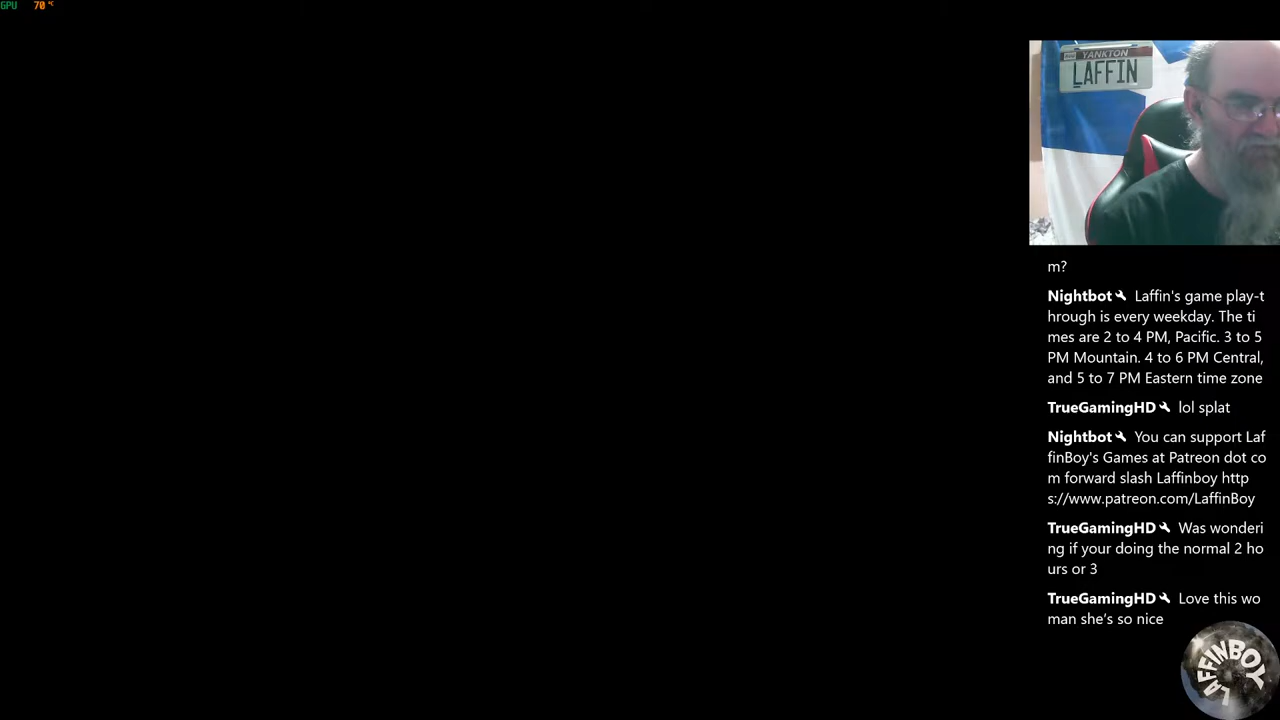 GPU 70 °C
YANKTON
LAFFIN
m?
Nightbot Laffin's game play-t
hrough is every weekday. The ti
mes are 2 to 4 PM, Pacific. 3 to 5
PM Mountain. 4 to 6 PM Central,
and 5 to 7 PM Eastern time zone
TrueGamingHD lol splat
Nightbot You can support Laf
finBoy's Games at Patreon dot co
m forward slash Laffinboy http
s://www.patreon.com/LaffinBoy
TrueGamingHD Was wonderi
ng if your doing the normal 2 ho
urs or 3
TrueGamingHD Love this wo
man she's so nice
LAFFINBOY